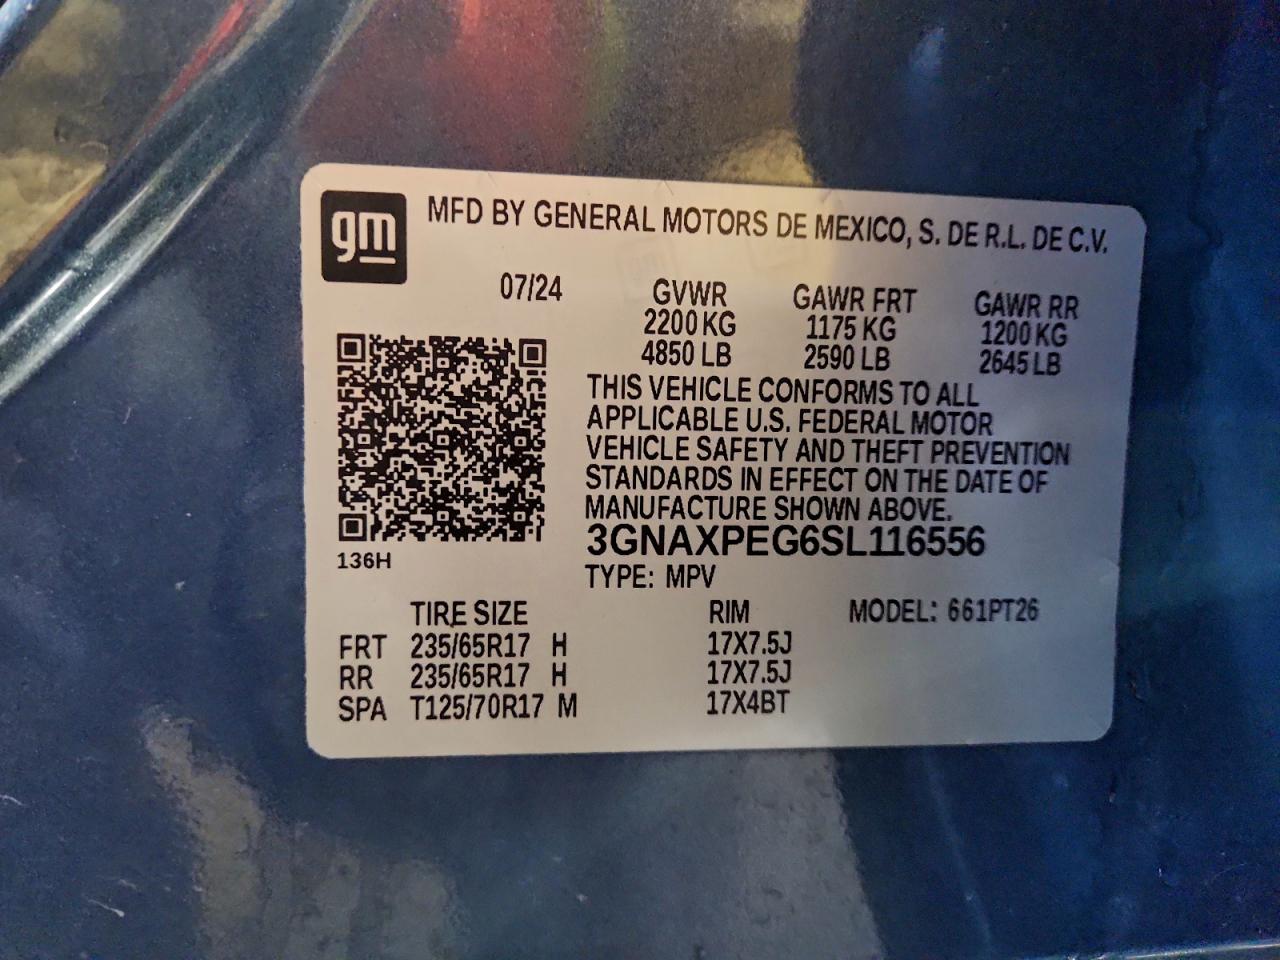 gm
MFD BY GENERAL MOTORS DE MEXICO, S. DE R.L. DE C.V.
07/24 GVWR GAWR FRT GAWR RR
2200 KG 1175 KG 1200 KG
4850 LB 2590 LB 2645 LB
THIS VEHICLE CONFORMS TO ALL
APPLICABLE U.S. FEDERAL MOTOR
VEHICLE SAFETY AND THEFT PREVENTION
STANDARDS IN EFFECT ON THE DATE OF
MANUFACTURE SHOWN ABOVE.
3GNAXPEG6SL116556
136H
TYPE: MPV
TIRE SIZE RIM MODEL: 661PT26
FRT 235/65R17 H 17X7.5J
RR 235/65R17 H 17X7.5J
SPA T125/70R17 M 17X4BT